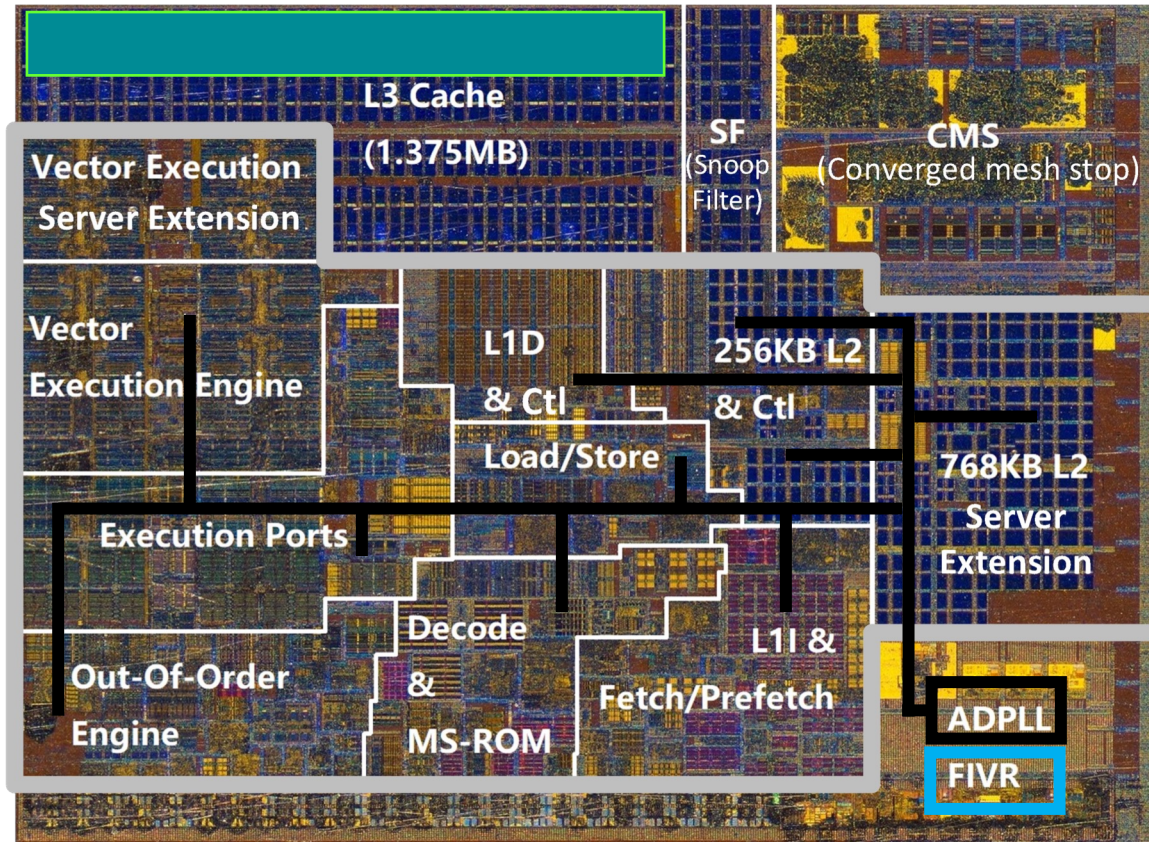 L3 Cache
(1.375MB)
SF
(Snoop
Filter)
CMS
(Converged mesh stop)
Vector Execution
Server Extension
Vector
Execution Engine
L1D
& Ctl
256KB L2
& Ctl
Load/Store
768KB L2
Server
Extension
Execution Ports
Decode
&
MS-ROM
L1I &
Fetch/Prefetch
Out-Of-Order
Engine
ADPLL
FIVR